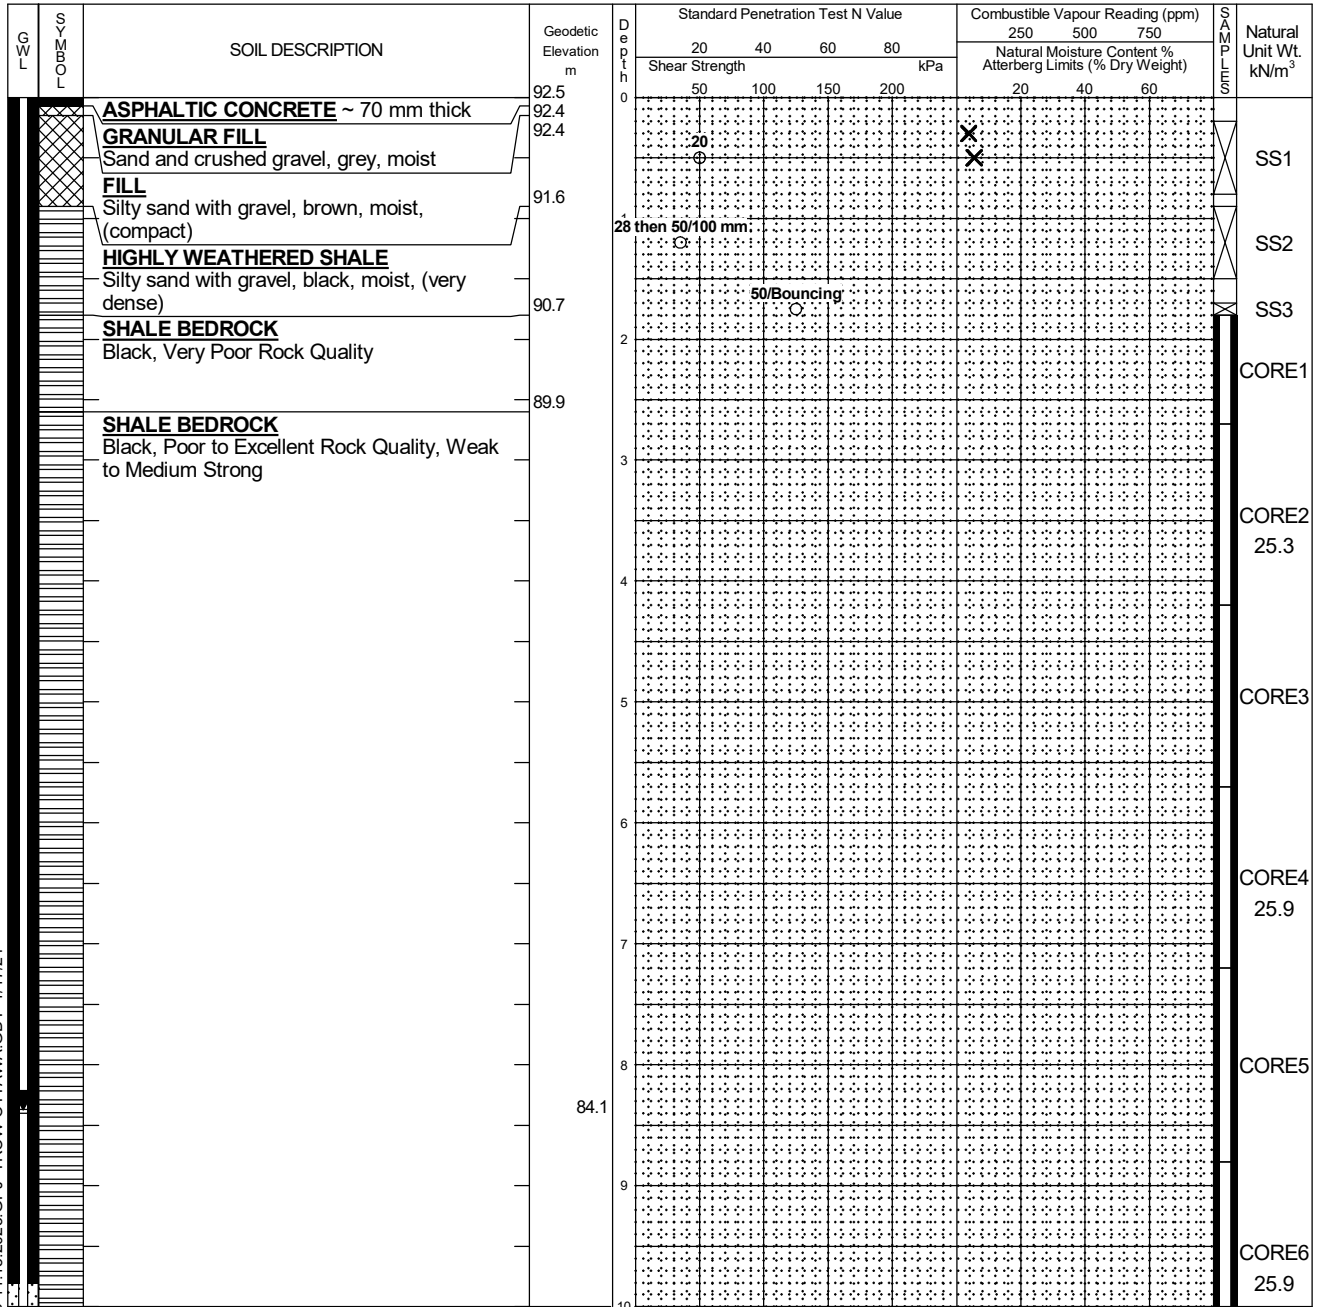 GWL
SYMBOL
SOIL DESCRIPTION
Geodetic
Elevation
m
Depth
Standard Penetration Test N Value
20 40 60 80
Shear Strength kPa
50 100 150 200
Combustible Vapour Reading (ppm)
250 500 750
Natural Moisture Content %
Atterberg Limits (% Dry Weight)
20 40 60
SAMPLES
Natural
Unit Wt.
kN/m³
92.5
0
ASPHALTIC CONCRETE ~ 70 mm thick
92.4
GRANULAR FILL
92.4
Sand and crushed gravel, grey, moist
20
SS1
FILL
91.6
Silty sand with gravel, brown, moist,
(compact)
1
28 then 50/100 mm
SS2
HIGHLY WEATHERED SHALE
Silty sand with gravel, black, moist, (very
dense)
90.7
50/Bouncing
SS3
SHALE BEDROCK
Black, Very Poor Rock Quality
2
CORE1
89.9
SHALE BEDROCK
Black, Poor to Excellent Rock Quality, Weak
to Medium Strong
3
CORE2
25.3
4
CORE3
5
6
CORE4
25.9
7
8
CORE5
84.1
9
CORE6
25.9
10